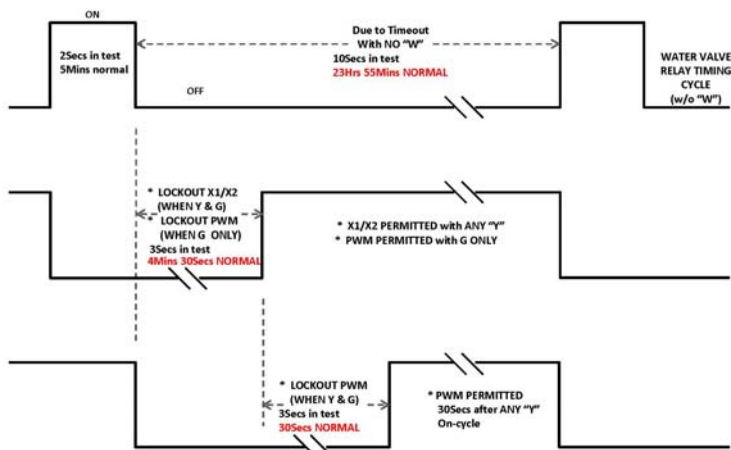 ON
2Secs in test
5Mins normal
Due to Timeout
With NO "W"
10Secs in test
23Hrs 55Mins NORMAL
OFF
WATER VALVE
RELAY TIMING
CYCLE
(w/o "W")
* LOCKOUT X1/X2
(WHEN Y & G)
* LOCKOUT PWM
(WHEN G ONLY)
3Secs in test
4Mins 30Secs NORMAL
* X1/X2 PERMITTED with ANY "Y"
* PWM PERMITTED with G ONLY
* LOCKOUT PWM
(WHEN Y & G)
3Secs in test
30Secs NORMAL
* PWM PERMITTED
30Secs after ANY "Y"
On-cycle